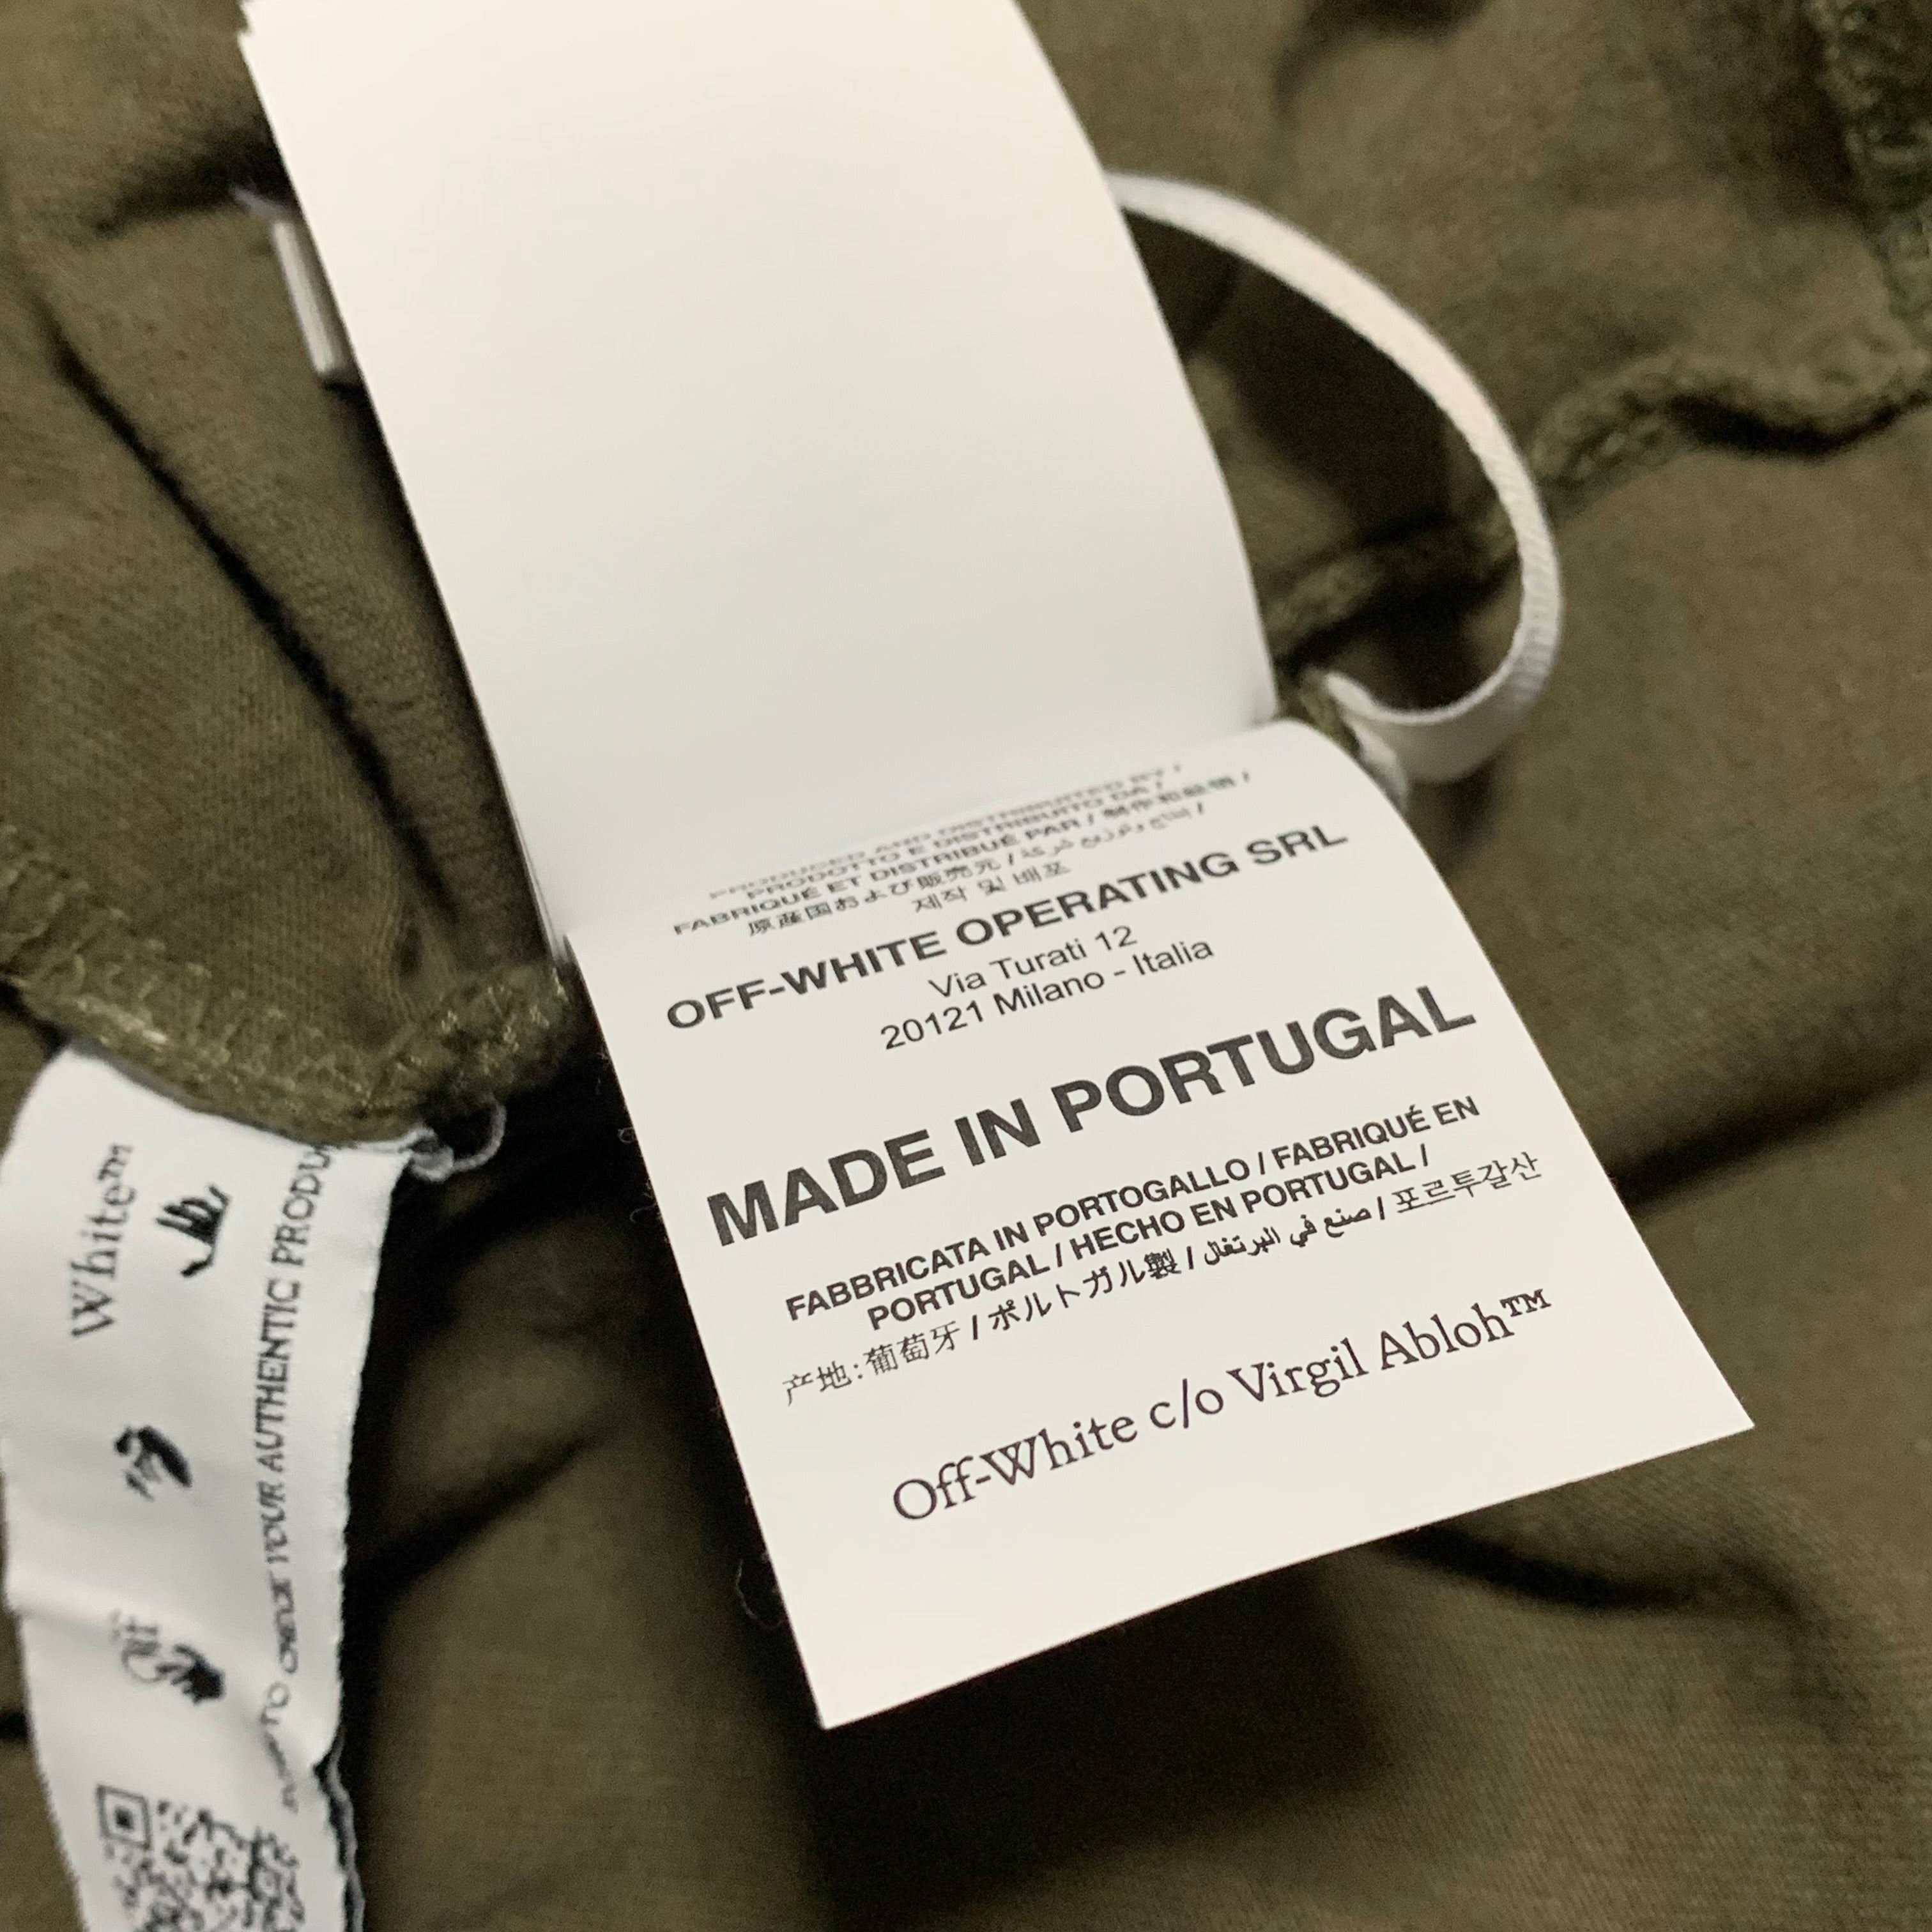 PRODUCED AND DISTRIBUTED BY /
PRODOTTO E DISTRIBUITO DA /
FABRIQUÉ ET DISTRIBUÉ PAR / 制作和经销 /
原産国および販売元 / إنتاج وتوزيع شركة /
제작 및 배포
OFF-WHITE OPERATING SRL
Via Turati 12
20121 Milano - Italia
MADE IN PORTUGAL
FABBRICATA IN PORTOGALLO / FABRIQUÉ EN
PORTUGAL / HECHO EN PORTUGAL /
产地: 葡萄牙 / ポルトガル製 / صنع في البرتغال / 포르투갈산
Off-White c/o Virgil Abloh™
Off
White™
TO CHECK YOUR AUTHENTIC